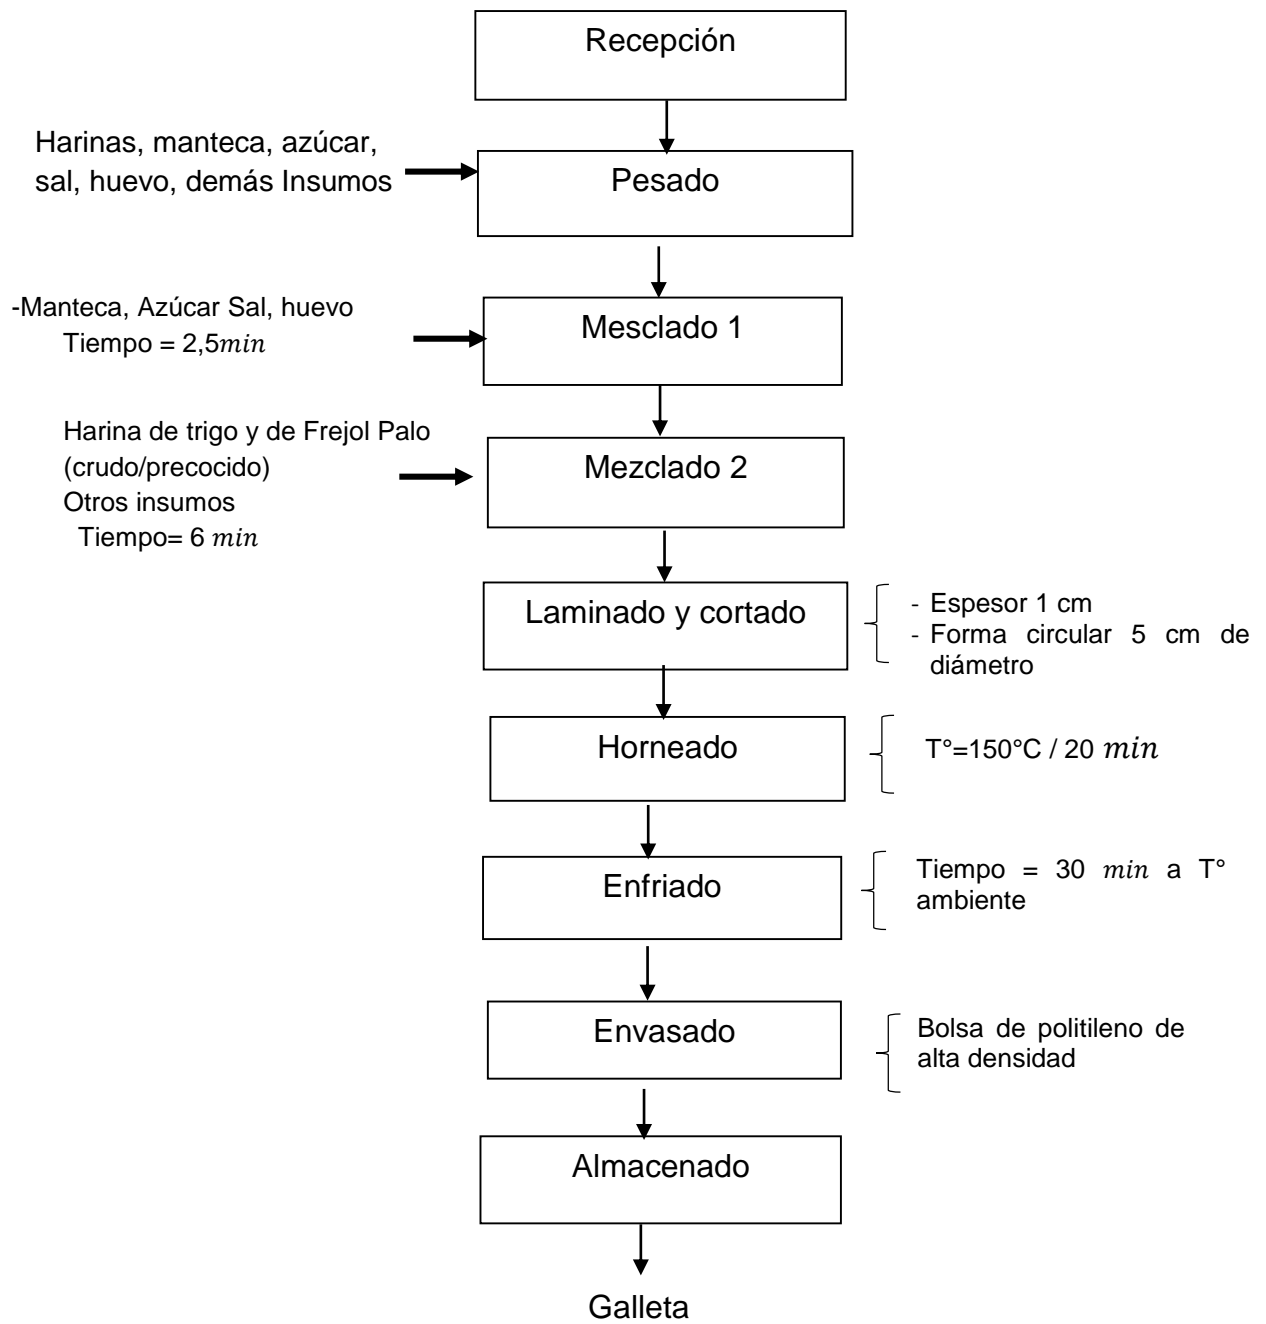 Recepción
Harinas, manteca, azúcar,
sal, huevo, demás Insumos
Pesado
-Manteca, Azúcar Sal, huevo
Tiempo = 2,5min
Mesclado 1
Harina de trigo y de Frejol Palo
(crudo/precocido)
Otros insumos
Tiempo= 6 min
Mezclado 2
Laminado y cortado
- Espesor 1 cm
- Forma circular 5 cm de
diámetro
Horneado
T°=150°C / 20 min
Enfriado
Tiempo = 30 min a T°
ambiente
Envasado
Bolsa de politileno de
alta densidad
Almacenado
Galleta